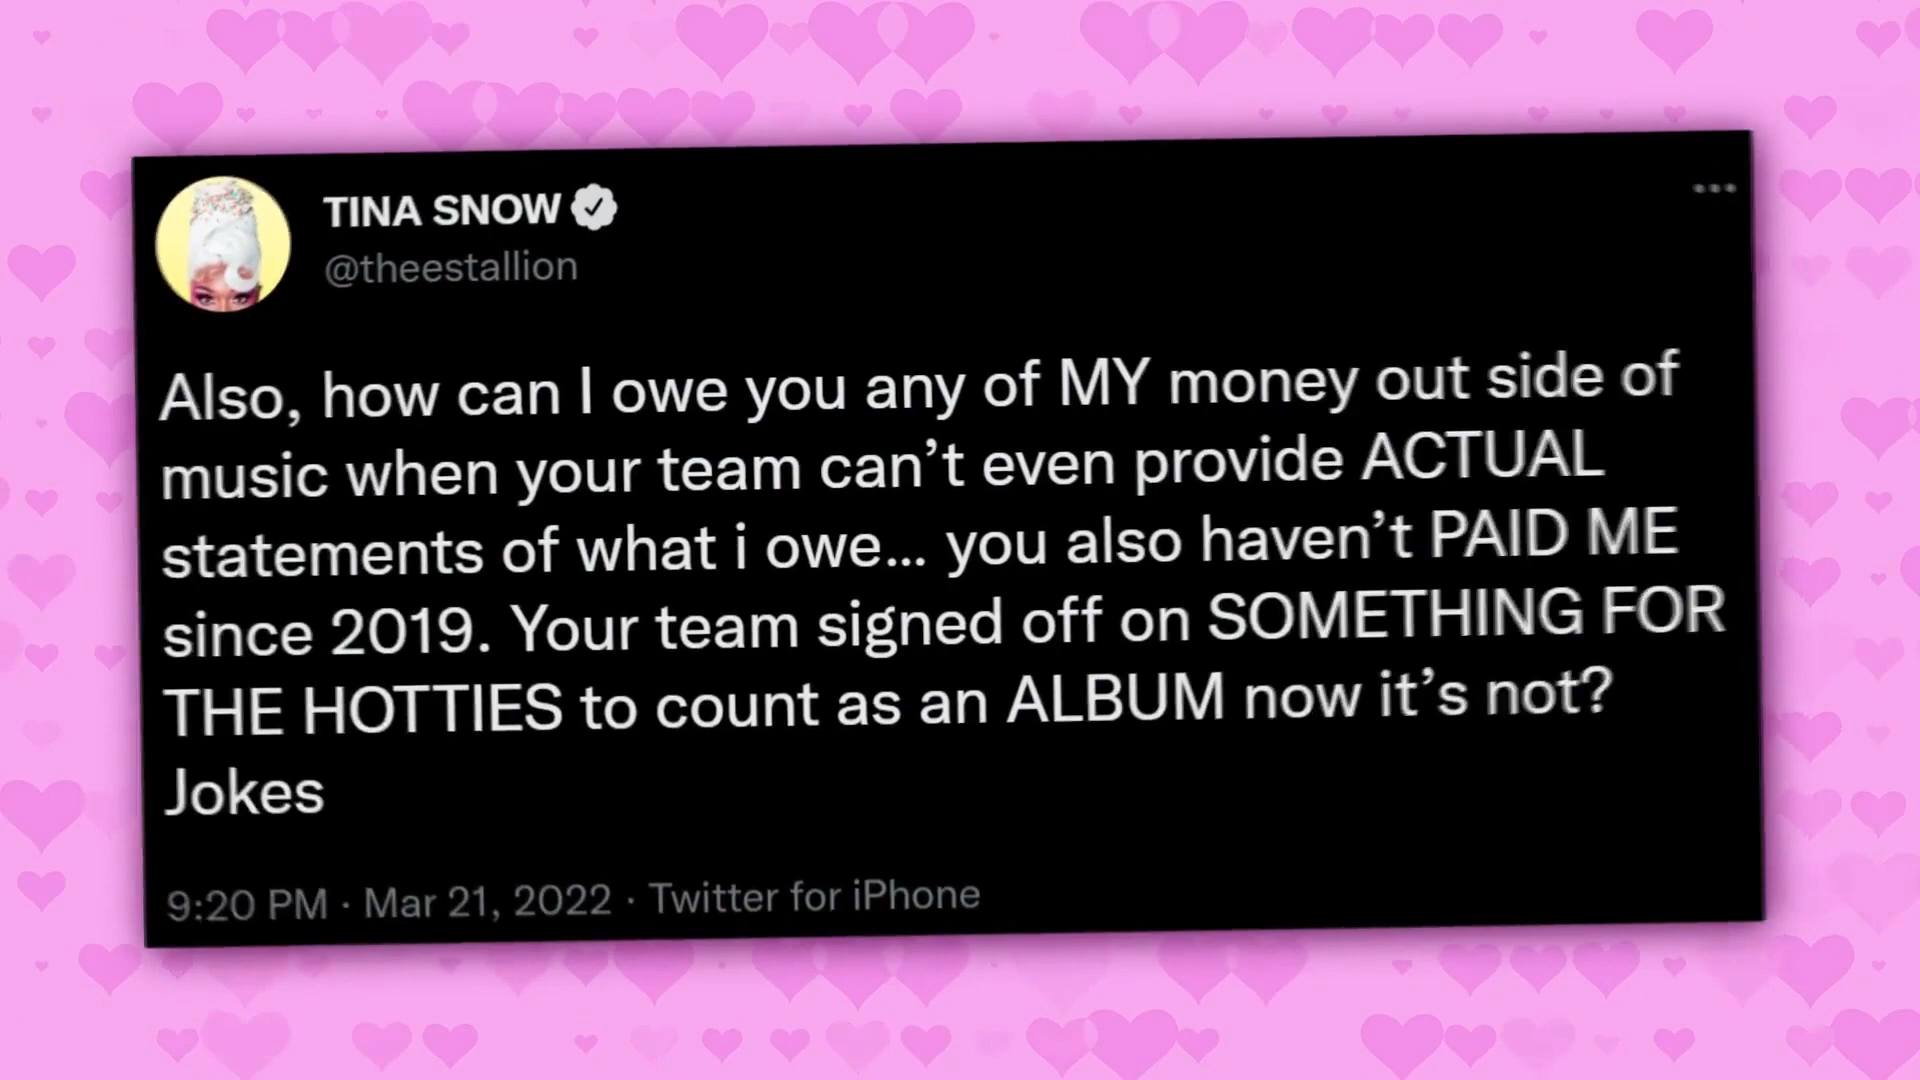 TINA SNOW
@theestallion
Also, how can I owe you any of MY money out side of
music when your team can’t even provide ACTUAL
statements of what i owe... you also haven’t PAID ME
since 2019. Your team signed off on SOMETHING FOR
THE HOTTIES to count as an ALBUM now it’s not?
Jokes
9:20 PM · Mar 21, 2022 · Twitter for iPhone